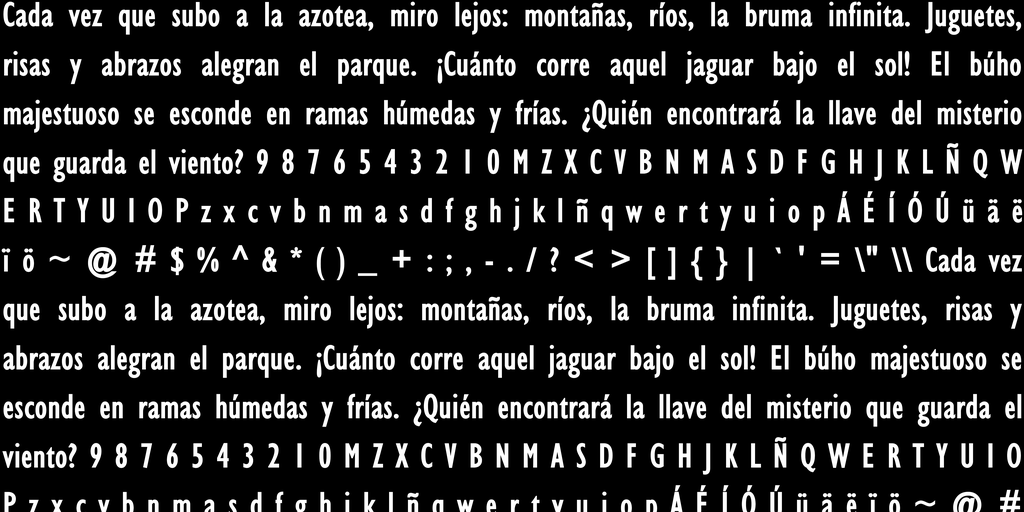 Cada vez que subo a la azotea, miro lejos: montañas, ríos, la bruma infinita. Juguetes,
risas y abrazos alegran el parque. ¡Cuánto corre aquel jaguar bajo el sol! El búho
majestuoso se esconde en ramas húmedas y frías. ¿Quién encontrará la llave del misterio
que guarda el viento? 9 8 7 6 5 4 3 2 1 0 M Z X C V B N M A S D F G H J K L Ñ Q W
E R T Y U I O P z x c v b n m a s d f g h j k l ñ q w e r t y u i o p Á É Í Ó Ú ü ä ë
ï ö ~ @ # $ % ^ & * ( ) _ + : ; , - . / ? < > [ ] { } | ` ' = \" \\ Cada vez
que subo a la azotea, miro lejos: montañas, ríos, la bruma infinita. Juguetes, risas y
abrazos alegran el parque. ¡Cuánto corre aquel jaguar bajo el sol! El búho majestuoso se
esconde en ramas húmedas y frías. ¿Quién encontrará la llave del misterio que guarda el
viento? 9 8 7 6 5 4 3 2 1 0 M Z X C V B N M A S D F G H J K L Ñ Q W E R T Y U I O
P z x c v b n m a s d f g h j k l ñ q w e r t y u i o p Á É Í Ó Ú ü ä ë ï ö ~ @ #